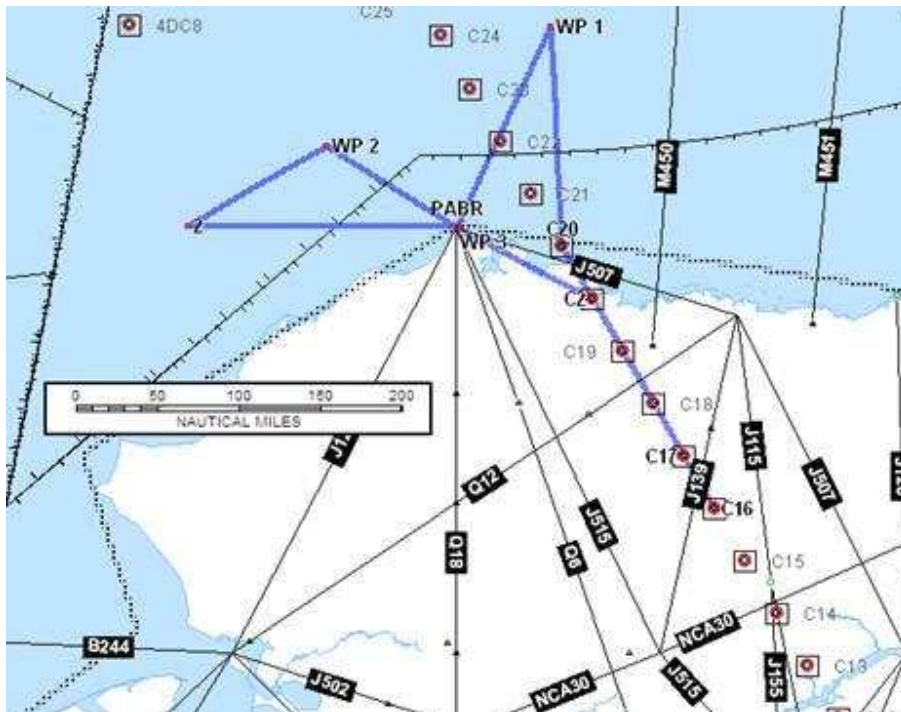 C25
4DC8
C24
WP 1
C23
C22
WP 2
M450
M451
C21
2
PABR
C20
WP 3
J507
C2
C19
0 50 100 150 200
NAUTICAL MILES
C18
C17
Q12
J139
J115
J507
C16
J515
Q18
Q8
C15
C14
NCA30
B244
C13
J502
NCA30
J515
J155